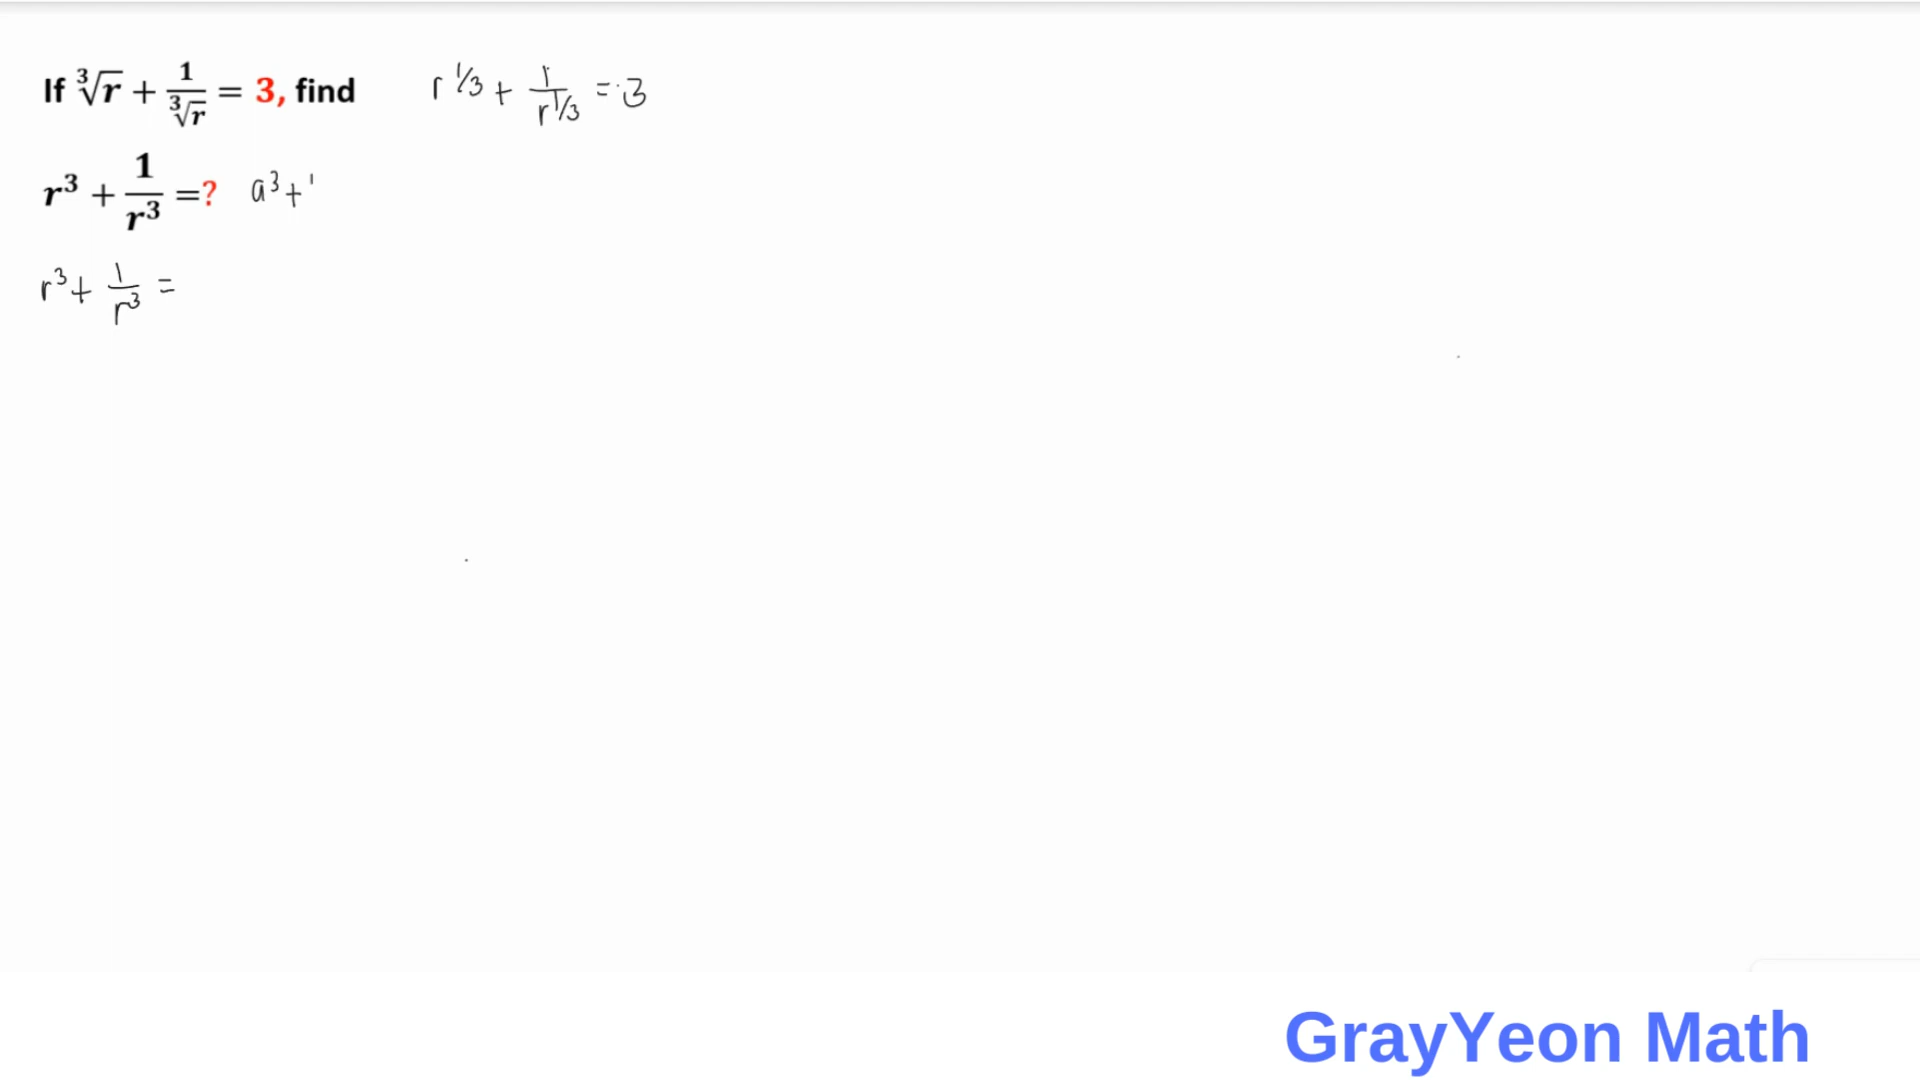 If ∛r + 1/∛r = 3, find r^1/3 + 1/r^1/3 = 3
r³ + 1/r³ =? a³+
r³ + 1/r³ =
GrayYeon Math